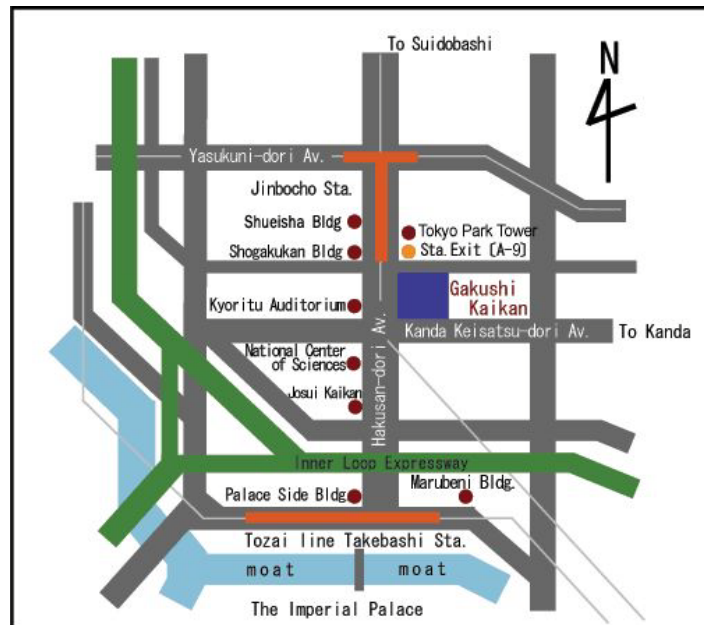 To Suidobashi
N
Yasukuni-dori Av.
Jinbocho Sta.
Shueisha Bldg
Tokyo Park Tower
Shogakukan Bldg
Sta.Exit [A-9]
Gakushi
Kaikan
Kyoritu Auditorium
Kanda Keisatsu-dori Av.
To Kanda
Hakusan-dori Av.
National Center
of Sciences
Josui Kaikan
Inner Loop Expressway
Palace Side Bldg
Marubeni Bldg.
Tozai line Takebashi Sta.
moat
moat
The Imperial Palace